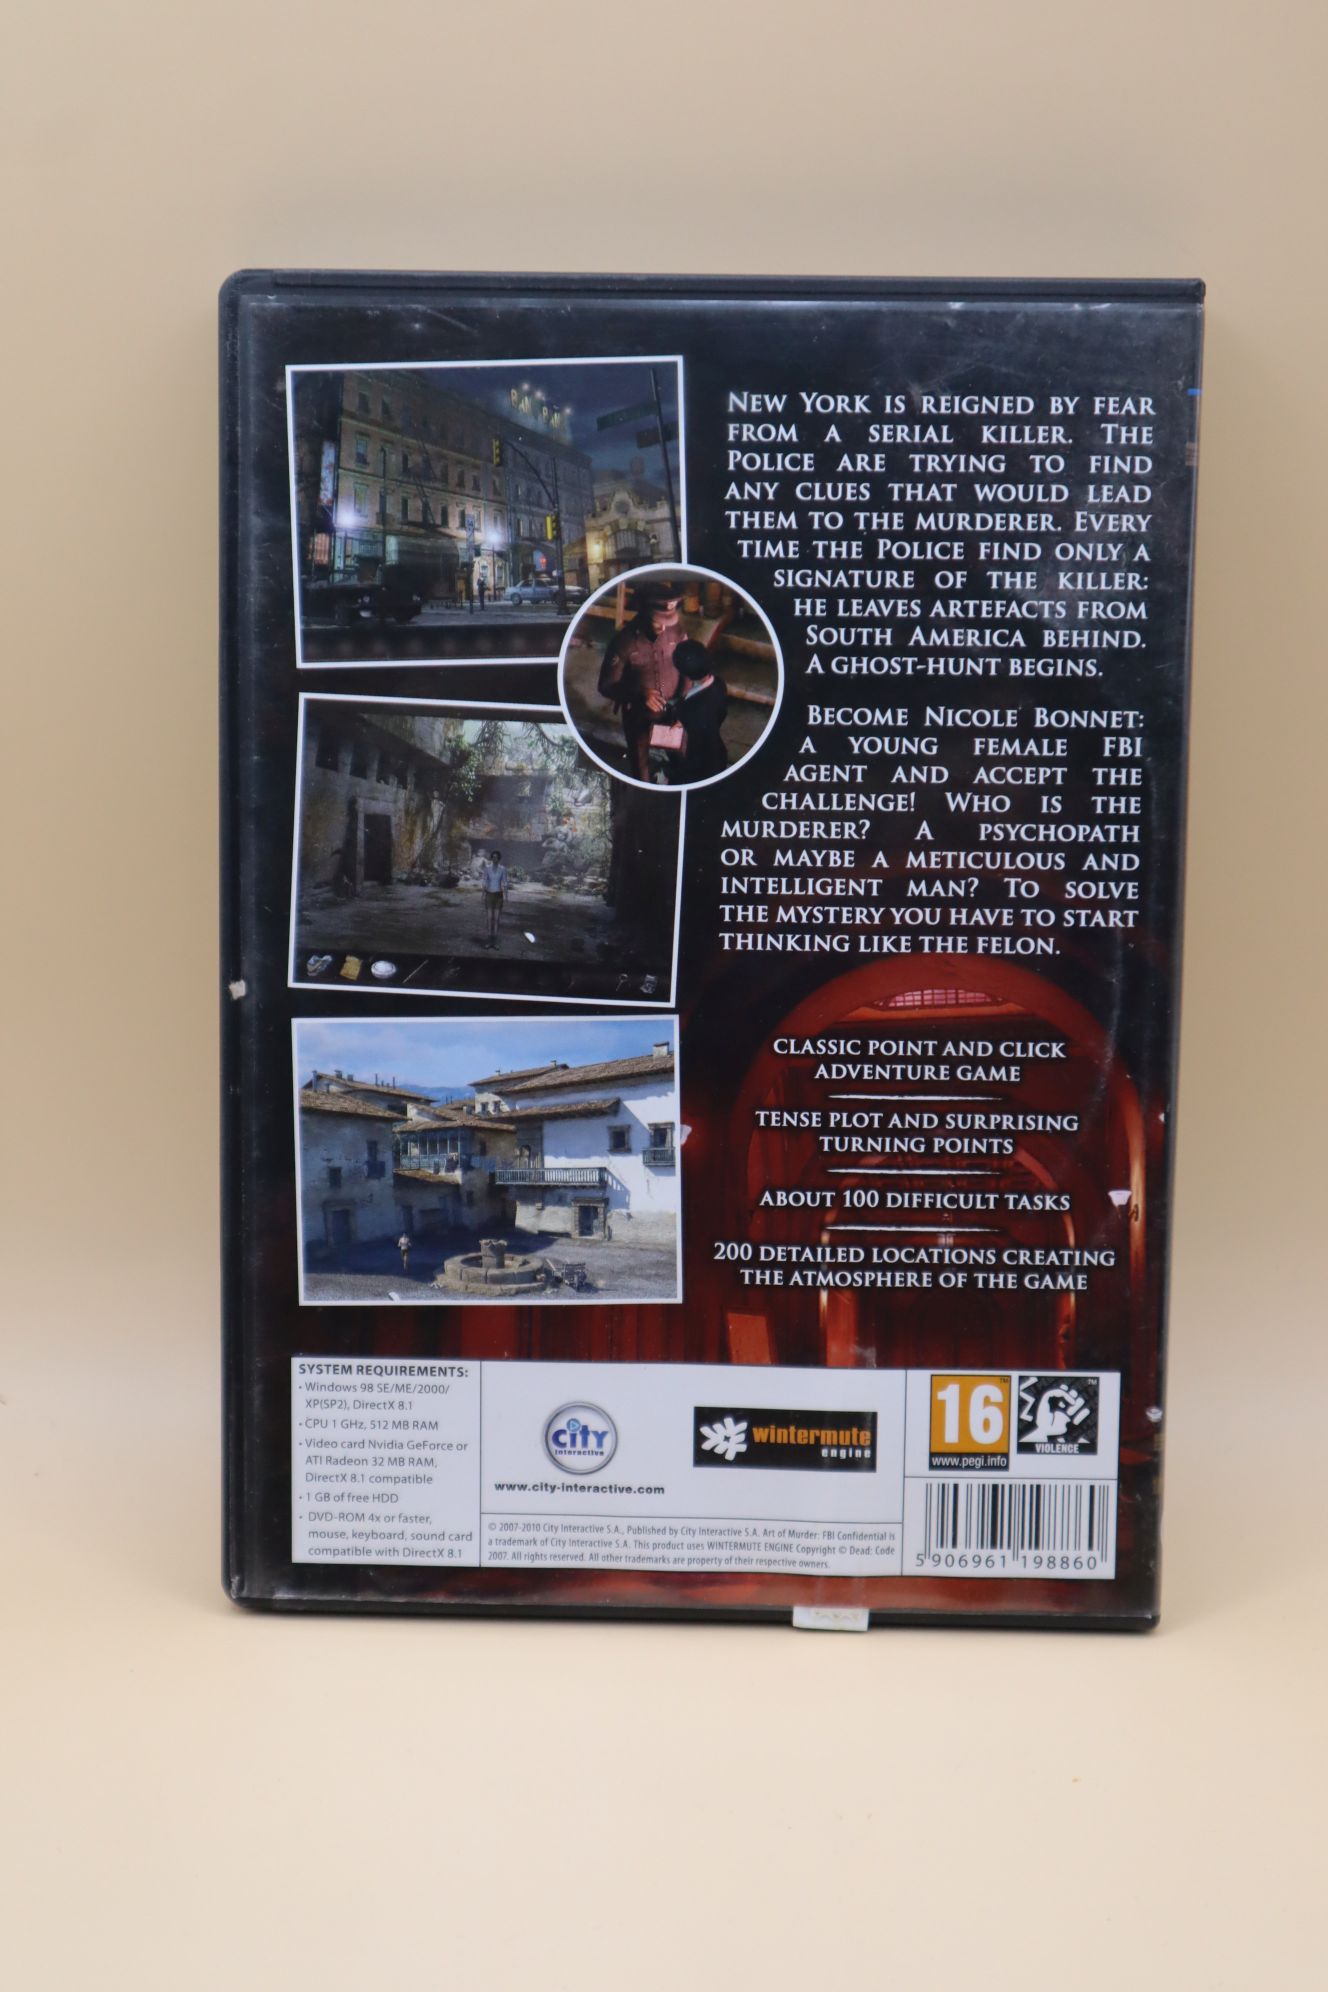 NEW YORK IS REIGNED BY FEAR
FROM A SERIAL KILLER. THE
POLICE ARE TRYING TO FIND
ANY CLUES THAT WOULD LEAD
THEM TO THE MURDERER. EVERY
TIME THE POLICE FIND ONLY A
SIGNATURE OF THE KILLER:
HE LEAVES ARTEFACTS FROM
SOUTH AMERICA BEHIND.
A GHOST-HUNT BEGINS.
BECOME NICOLE BONNET:
A YOUNG FEMALE FBI
AGENT AND ACCEPT THE
CHALLENGE! WHO IS THE
MURDERER? A PSYCHOPATH
OR MAYBE A METICULOUS AND
INTELLIGENT MAN? TO SOLVE
THE MYSTERY YOU HAVE TO START
THINKING LIKE THE FELON.
CLASSIC POINT AND CLICK
ADVENTURE GAME
TENSE PLOT AND SURPRISING
TURNING POINTS
ABOUT 100 DIFFICULT TASKS
200 DETAILED LOCATIONS CREATING
THE ATMOSPHERE OF THE GAME
SYSTEM REQUIREMENTS:
• Windows 98 SE/ME/2000/
XP(SP2), DirectX 8.1
• CPU 1 GHz, 512 MB RAM
• Video card Nvidia GeForce or
ATI Radeon 32 MB RAM,
DirectX 8.1 compatible
• 1 GB of free HDD
• DVD-ROM 4x or faster,
mouse, keyboard, sound card
compatible with DirectX 8.1
city
interactive
www.city-interactive.com
wintermute
engine
© 2007-2010 City Interactive S.A., Published by City Interactive S.A. Art of Murder: FBI Confidential is
a trademark of City Interactive S.A. This product uses WINTERMUTE ENGINE Copyright © Dead: Code
2007. All rights reserved. All other trademarks are property of their respective owners.
16
TM
www.pegi.info
TM
VIOLENCE
5 906961 198860